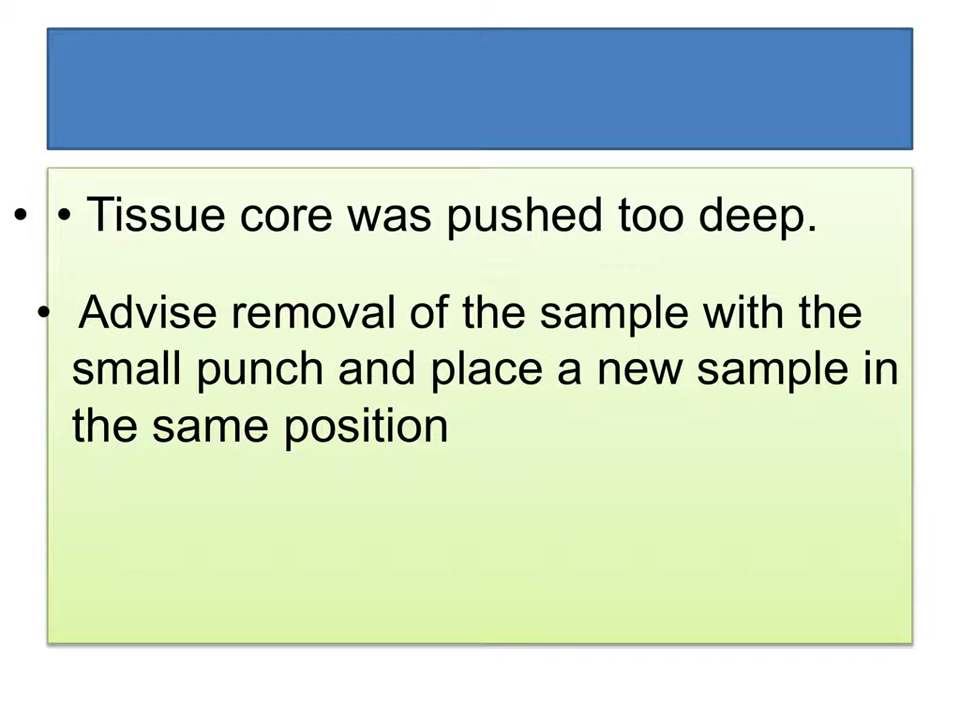 • • Tissue core was pushed too deep.
• Advise removal of the sample with the
small punch and place a new sample in
the same position